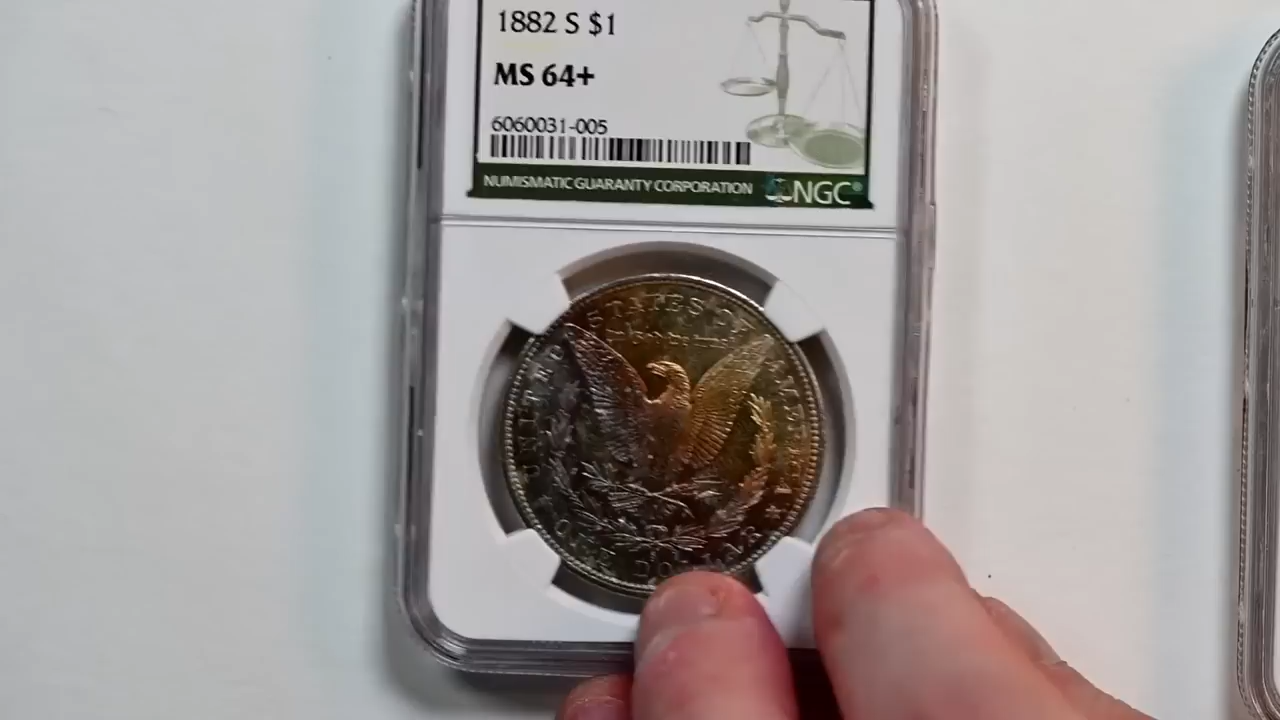 1882 S $1
MS 64+
6060031-005
NUMISMATIC GUARANTY CORPORATION NGC®
UNITED STATES OF AMERICA
ONE DOLLAR